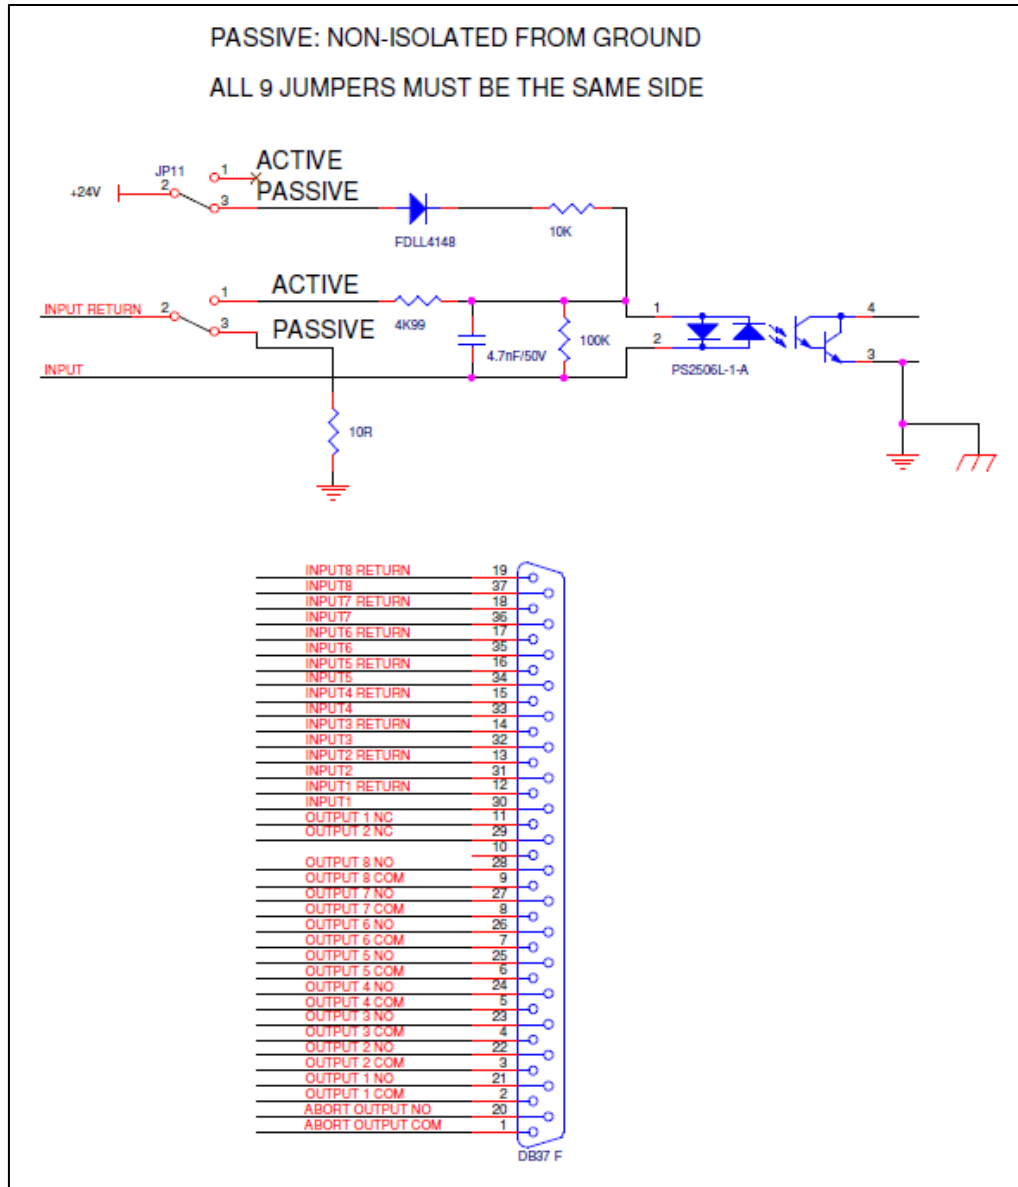 PASSIVE: NON-ISOLATED FROM GROUND
ALL 9 JUMPERS MUST BE THE SAME SIDE
JP11
1
ACTIVE
+24V
2
3
PASSIVE
FDLL4148
10K
INPUT RETURN
2
1
ACTIVE
3
PASSIVE
4K99
4.7nF/50V
100K
1
2
PS2506L-1-A
4
3
INPUT
10R
INPUT8 RETURN 19
INPUT8 37
INPUT7 RETURN 18
INPUT7 36
INPUT6 RETURN 17
INPUT6 35
INPUT5 RETURN 16
INPUT5 34
INPUT4 RETURN 15
INPUT4 33
INPUT3 RETURN 14
INPUT3 32
INPUT2 RETURN 13
INPUT2 31
INPUT1 RETURN 12
INPUT1 30
OUTPUT 1 NC 11
OUTPUT 2 NC 29
10
OUTPUT 8 NO 28
OUTPUT 8 COM 9
OUTPUT 7 NO 27
OUTPUT 7 COM 8
OUTPUT 6 NO 26
OUTPUT 6 COM 7
OUTPUT 5 NO 25
OUTPUT 5 COM 6
OUTPUT 4 NO 24
OUTPUT 4 COM 5
OUTPUT 3 NO 23
OUTPUT 3 COM 4
OUTPUT 2 NO 22
OUTPUT 2 COM 3
OUTPUT 1 NO 21
OUTPUT 1 COM 2
ABORT OUTPUT NO 20
ABORT OUTPUT COM 1
DB37 F